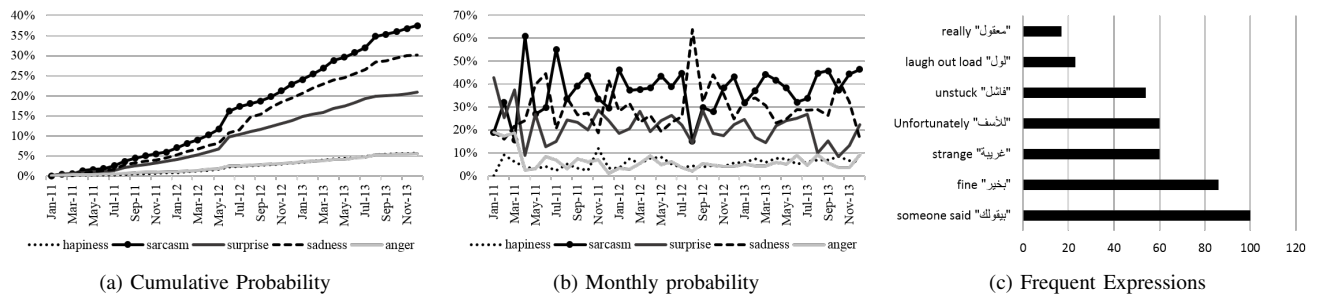 40%
35%
30%
25%
20%
15%
10%
5%
0%
Jan-11
Mar-11
May-11
Jul-11
Sep-11
Nov-11
Jan-12
Mar-12
May-12
Jul-12
Sep-12
Nov-12
Jan-13
Mar-13
May-13
Jul-13
Sep-13
Nov-13
hapiness sarcasm surprise sadness anger
(a) Cumulative Probability
70%
60%
50%
40%
30%
20%
10%
0%
Jan-11
Mar-11
May-11
Jul-11
Sep-11
Nov-11
Jan-12
Mar-12
May-12
Jul-12
Sep-12
Nov-12
Jan-13
Mar-13
May-13
Jul-13
Sep-13
Nov-13
hapiness sarcasm surprise sadness anger
(b) Monthly probability
really "معقول"
laugh out load "لول"
unstuck "فاشل"
Unfortunately "للأسف"
strange "غريبة"
fine "بخير"
someone said "بيقولك"
0 20 40 60 80 100 120
(c) Frequent Expressions